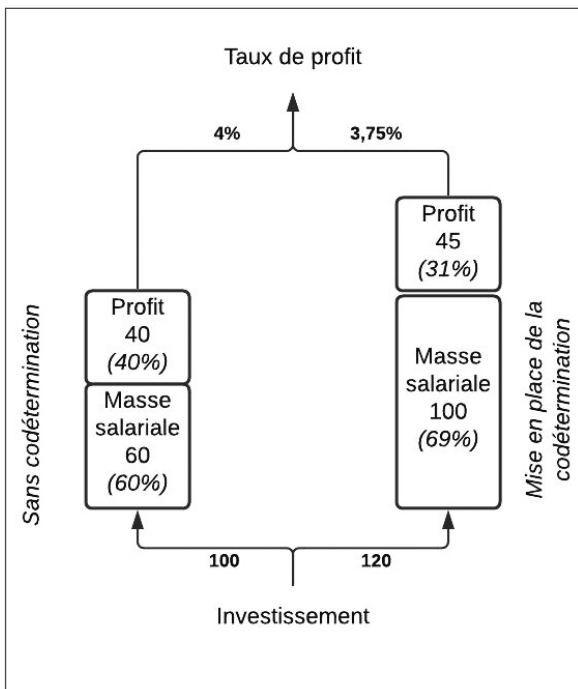 Taux de profit
4%
3,75%
Profit
45
(31%)
Profit
40
(40%)
Masse
salariale
60
(60%)
Masse
salariale
100
(69%)
Sans codétermination
Mise en place de la
codétermination
100
120
Investissement